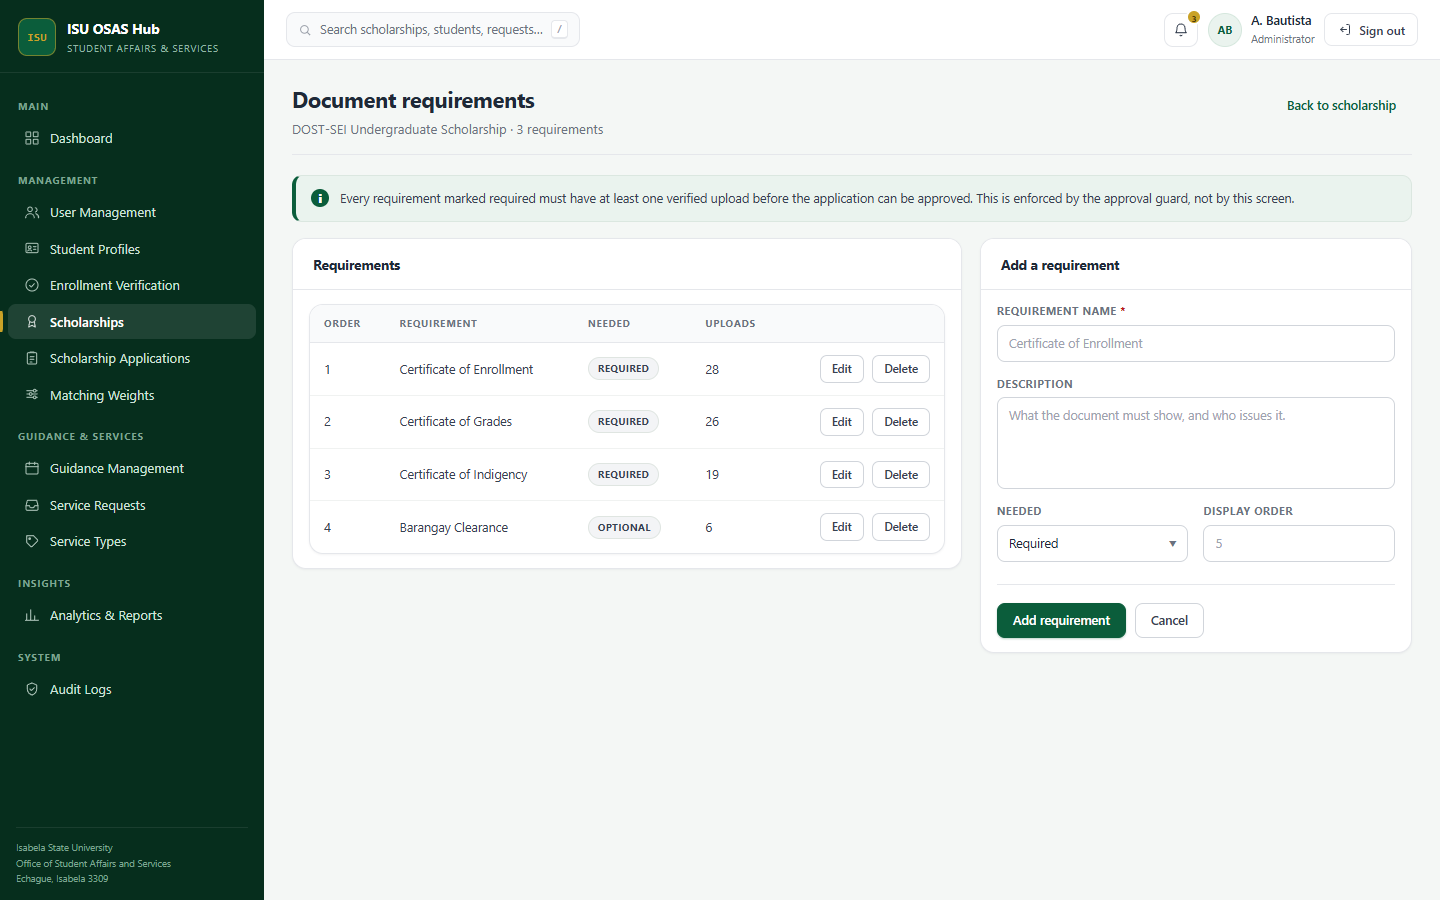 ISU
ISU OSAS Hub
STUDENT AFFAIRS & SERVICES
MAIN
Dashboard
MANAGEMENT
User Management
Student Profiles
Enrollment Verification
Scholarships
Scholarship Applications
Matching Weights
GUIDANCE & SERVICES
Guidance Management
Service Requests
Service Types
INSIGHTS
Analytics & Reports
SYSTEM
Audit Logs
Isabela State University
Office of Student Affairs and Services
Echague, Isabela 3309
Search scholarships, students, requests... /
3
AB
A. Bautista
Administrator
Sign out
Document requirements
DOST-SEI Undergraduate Scholarship · 3 requirements
Back to scholarship
Every requirement marked required must have at least one verified upload before the application can be approved. This is enforced by the approval guard, not by this screen.
Requirements
ORDER REQUIREMENT NEEDED UPLOADS
1 Certificate of Enrollment REQUIRED 28 Edit Delete
2 Certificate of Grades REQUIRED 26 Edit Delete
3 Certificate of Indigency REQUIRED 19 Edit Delete
4 Barangay Clearance OPTIONAL 6 Edit Delete
Add a requirement
REQUIREMENT NAME *
Certificate of Enrollment
DESCRIPTION
What the document must show, and who issues it.
NEEDED DISPLAY ORDER
Required 5
Add requirement Cancel